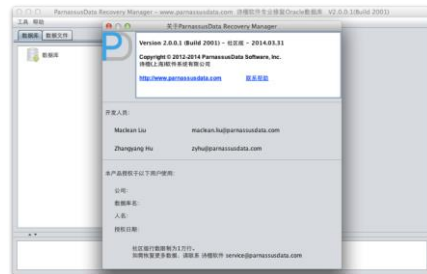 ParnassusData Recovery Manager - www.parnassusdata.com 诗檀软件专业修复Oracle数据库 V2.0.0.1(Build 2001)
工具 帮助
关于ParnassusData Recovery Manager
数据库 数据文件
数据库
Version 2.0.0.1 (Build 2001) - 社区版 - 2014.03.31
Copyright © 2012-2014 ParnassusData Software, Inc.
诗檀(上海)软件系统有限公司
http://www.parnassusdata.com 联系帮助
开发人员:
Maclean Liu maclean.liu@parnassusdata.com
Zhangyang Hu zyhu@parnassusdata.com
本产品授权于以下用户使用:
公司:
数据库名:
人名:
授权日期:
社区版行数限制为1万行。
如需恢复更多数据, 请联系 诗檀软件 service@parnassusdata.com